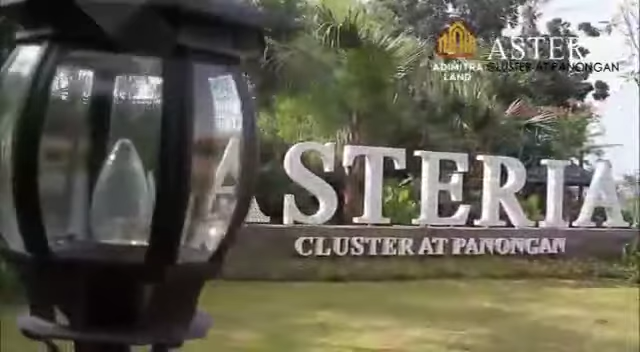 ADIMITRA
LAND
ASTER
CLUSTER AT PANONGAN
ASTERIA
CLUSTER AT PANONGAN